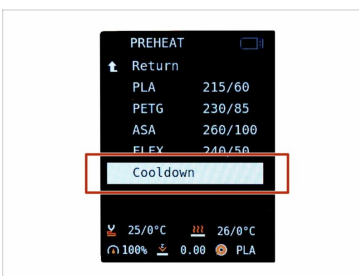 PREHEAT
Return
PLA 215/60
PETG 230/85
ASA 260/100
FLEX 240/50
Cooldown
25/0°C 26/0°C
100% 0.00 PLA